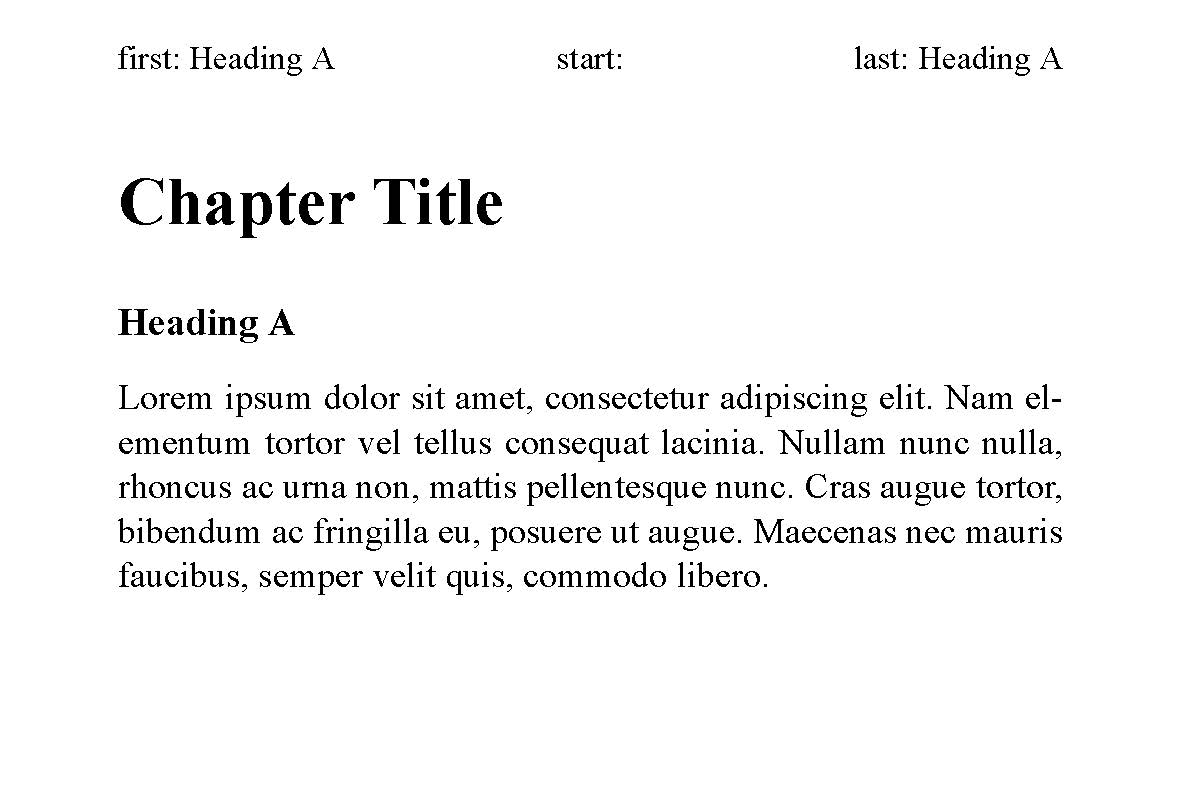 first: Heading A start: last: Heading A
Chapter Title
Heading A
Lorem ipsum dolor sit amet, consectetur adipiscing elit. Nam el-
ementum tortor vel tellus consequat lacinia. Nullam nunc nulla,
rhoncus ac urna non, mattis pellentesque nunc. Cras augue tortor,
bibendum ac fringilla eu, posuere ut augue. Maecenas nec mauris
faucibus, semper velit quis, commodo libero.